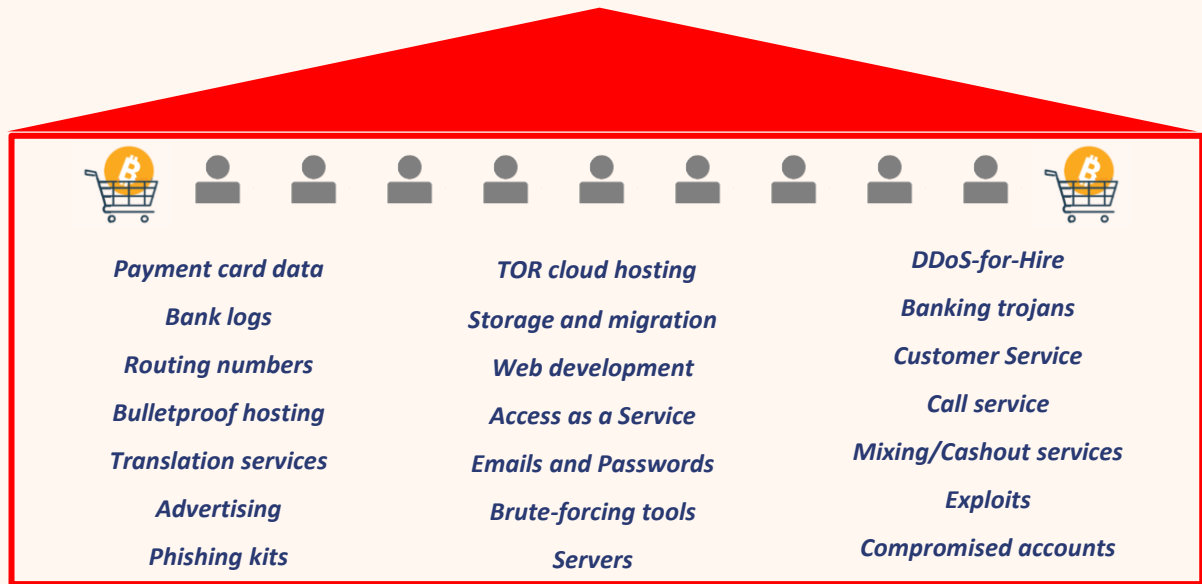 Payment card data
Bank logs
Routing numbers
Bulletproof hosting
Translation services
Advertising
Phishing kits
TOR cloud hosting
Storage and migration
Web development
Access as a Service
Emails and Passwords
Brute-forcing tools
Servers
DDoS-for-Hire
Banking trojans
Customer Service
Call service
Mixing/Cashout services
Exploits
Compromised accounts